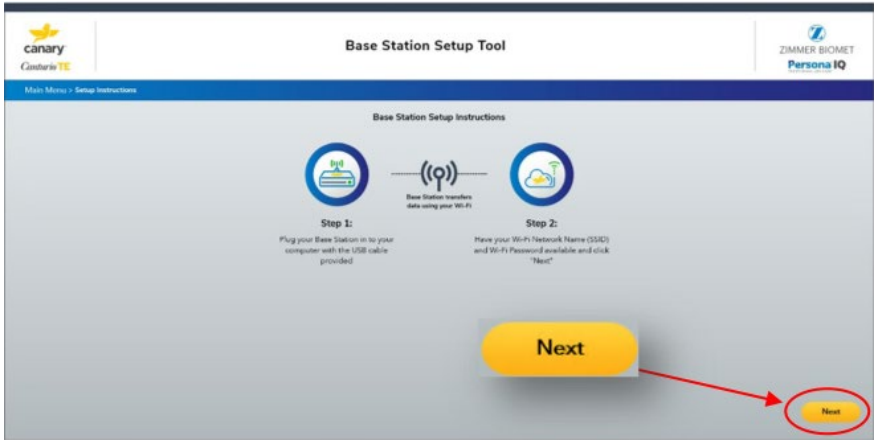 canary
Canturio TE
Base Station Setup Tool
ZIMMER BIOMET
Persona IQ
Main Menu > Setup Instructions
Base Station Setup Instructions
Base Station transfers
data using your Wi-Fi
Step 1:
Plug your Base Station in to your
computer with the USB cable
provided
Step 2:
Have your Wi-Fi Network Name (SSID)
and Wi-Fi Password available and click
"Next"
Next
Next